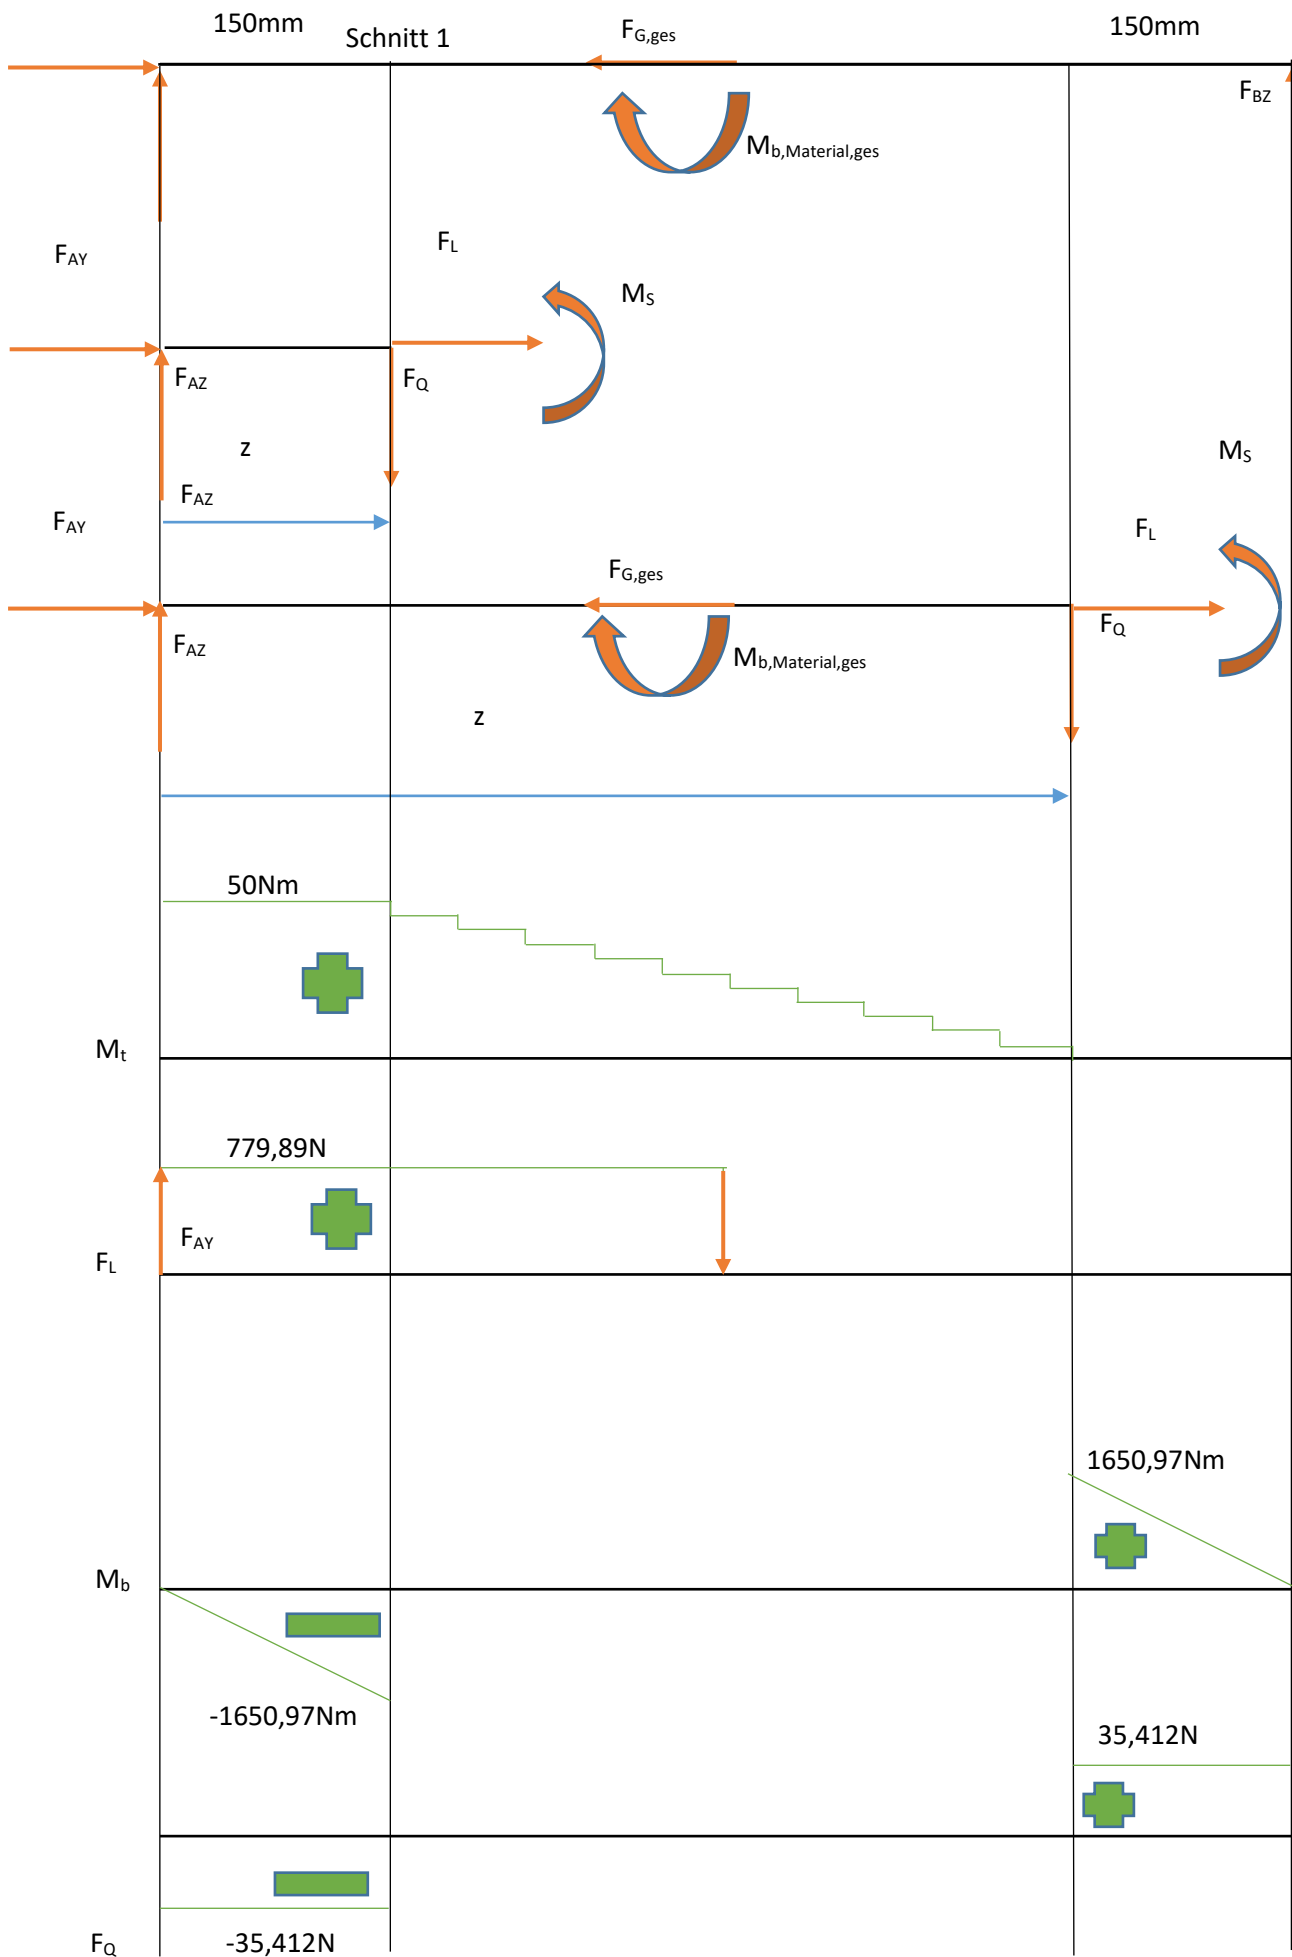 150mm
Schnitt 1
F_G,ges
150mm
F_BZ
M_b,Material,ges
F_AY
F_L
M_S
F_AZ
F_Q
z
M_S
F_AZ
F_AY
F_L
F_G,ges
F_Q
F_AZ
M_b,Material,ges
z
50Nm
M_t
779,89N
F_AY
F_L
1650,97Nm
M_b
-1650,97Nm
35,412N
F_Q
-35,412N